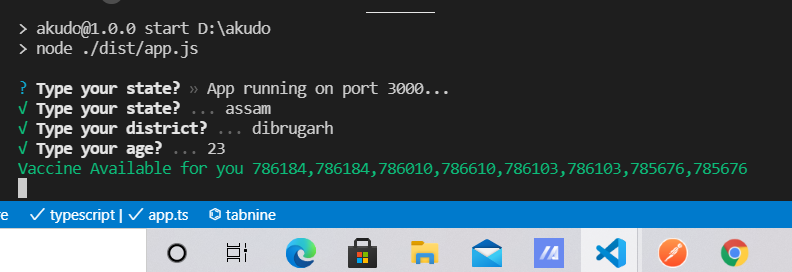 > akudo@1.0.0 start D:\akudo
> node ./dist/app.js
? Type your state? » App running on port 3000...
√ Type your state? ... assam
√ Type your district? ... dibrugarh
√ Type your age? ... 23
Vaccine Available for you 786184,786184,786010,786610,786103,786103,785676,785676
re ✓ typescript | ✓ app.ts tabnine